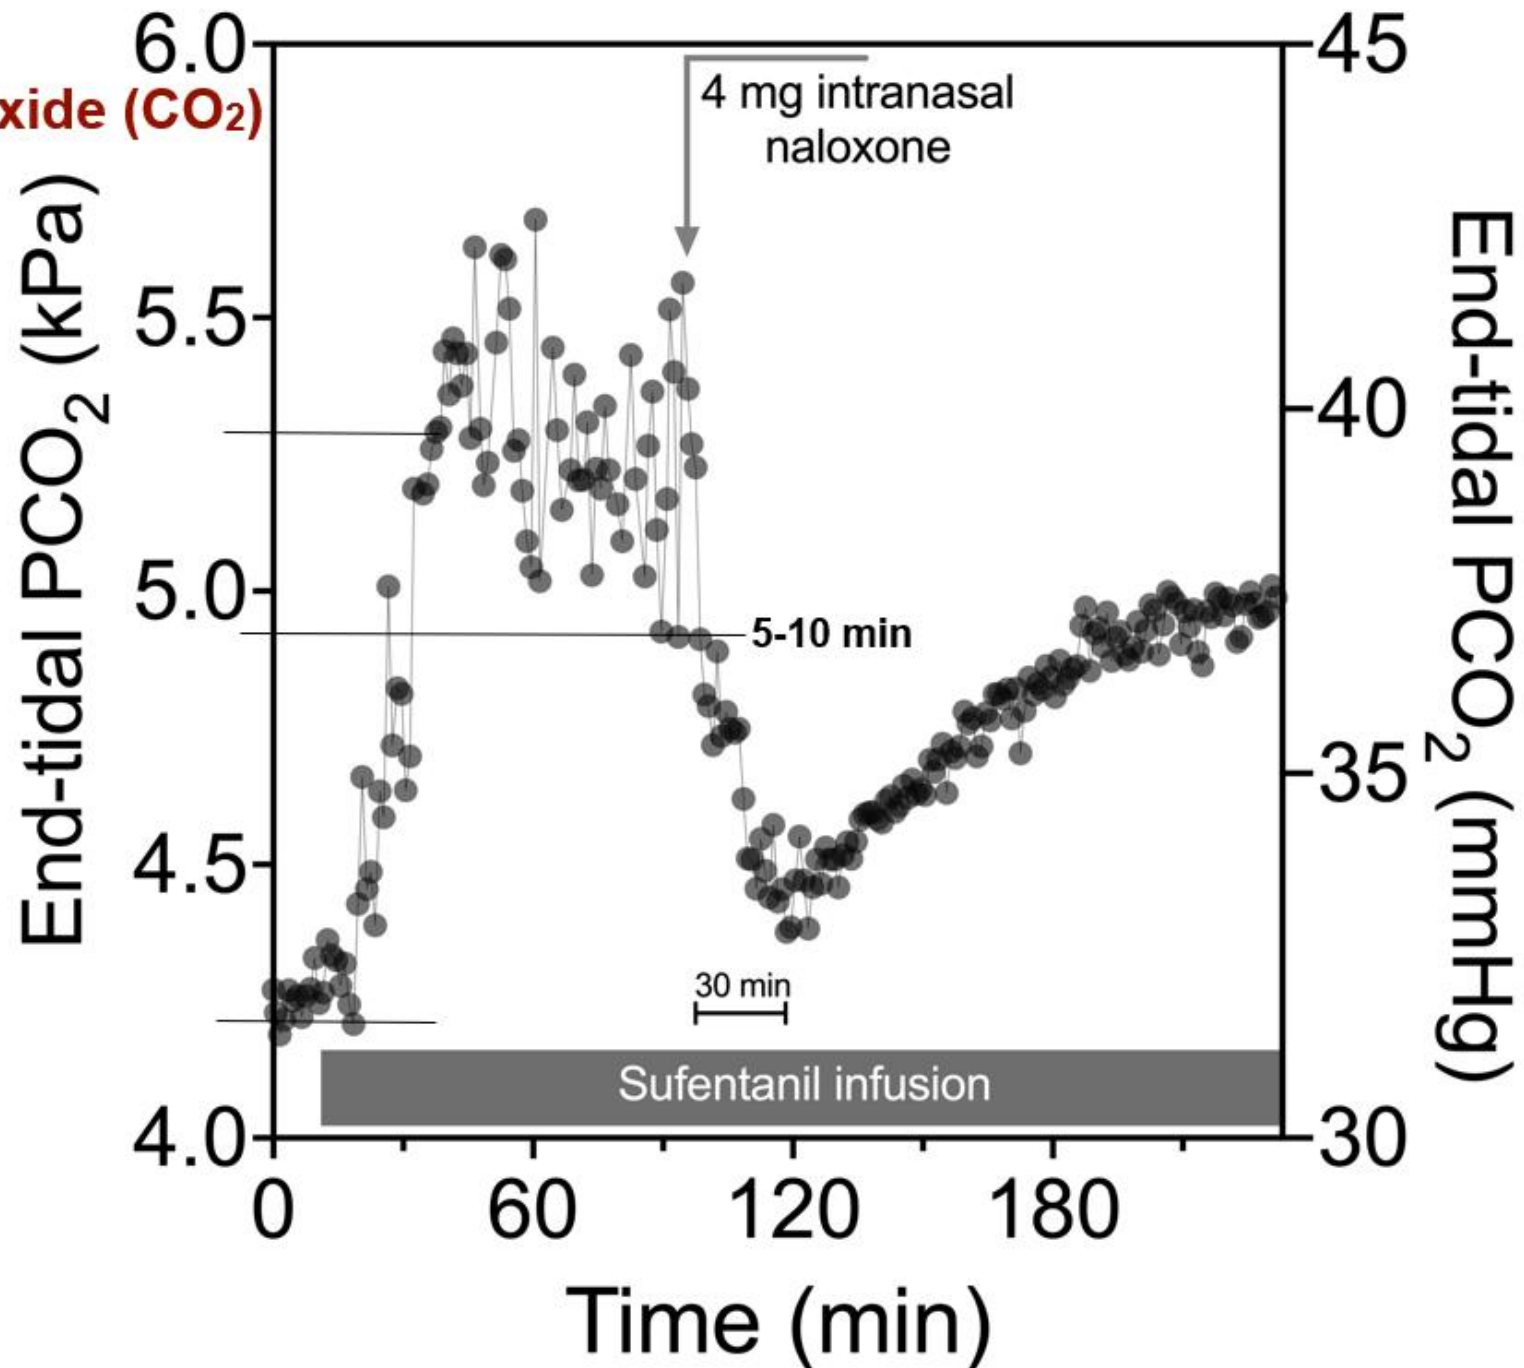 6.0
45
xide (CO2)
4 mg intranasal
naloxone
End-tidal PCO2 (kPa)
5.5
40
5.0
5-10 min
35
4.5
30 min
Sufentanil infusion
4.0
30
0
60
120
180
Time (min)
End-tidal PCO2 (mmHg)